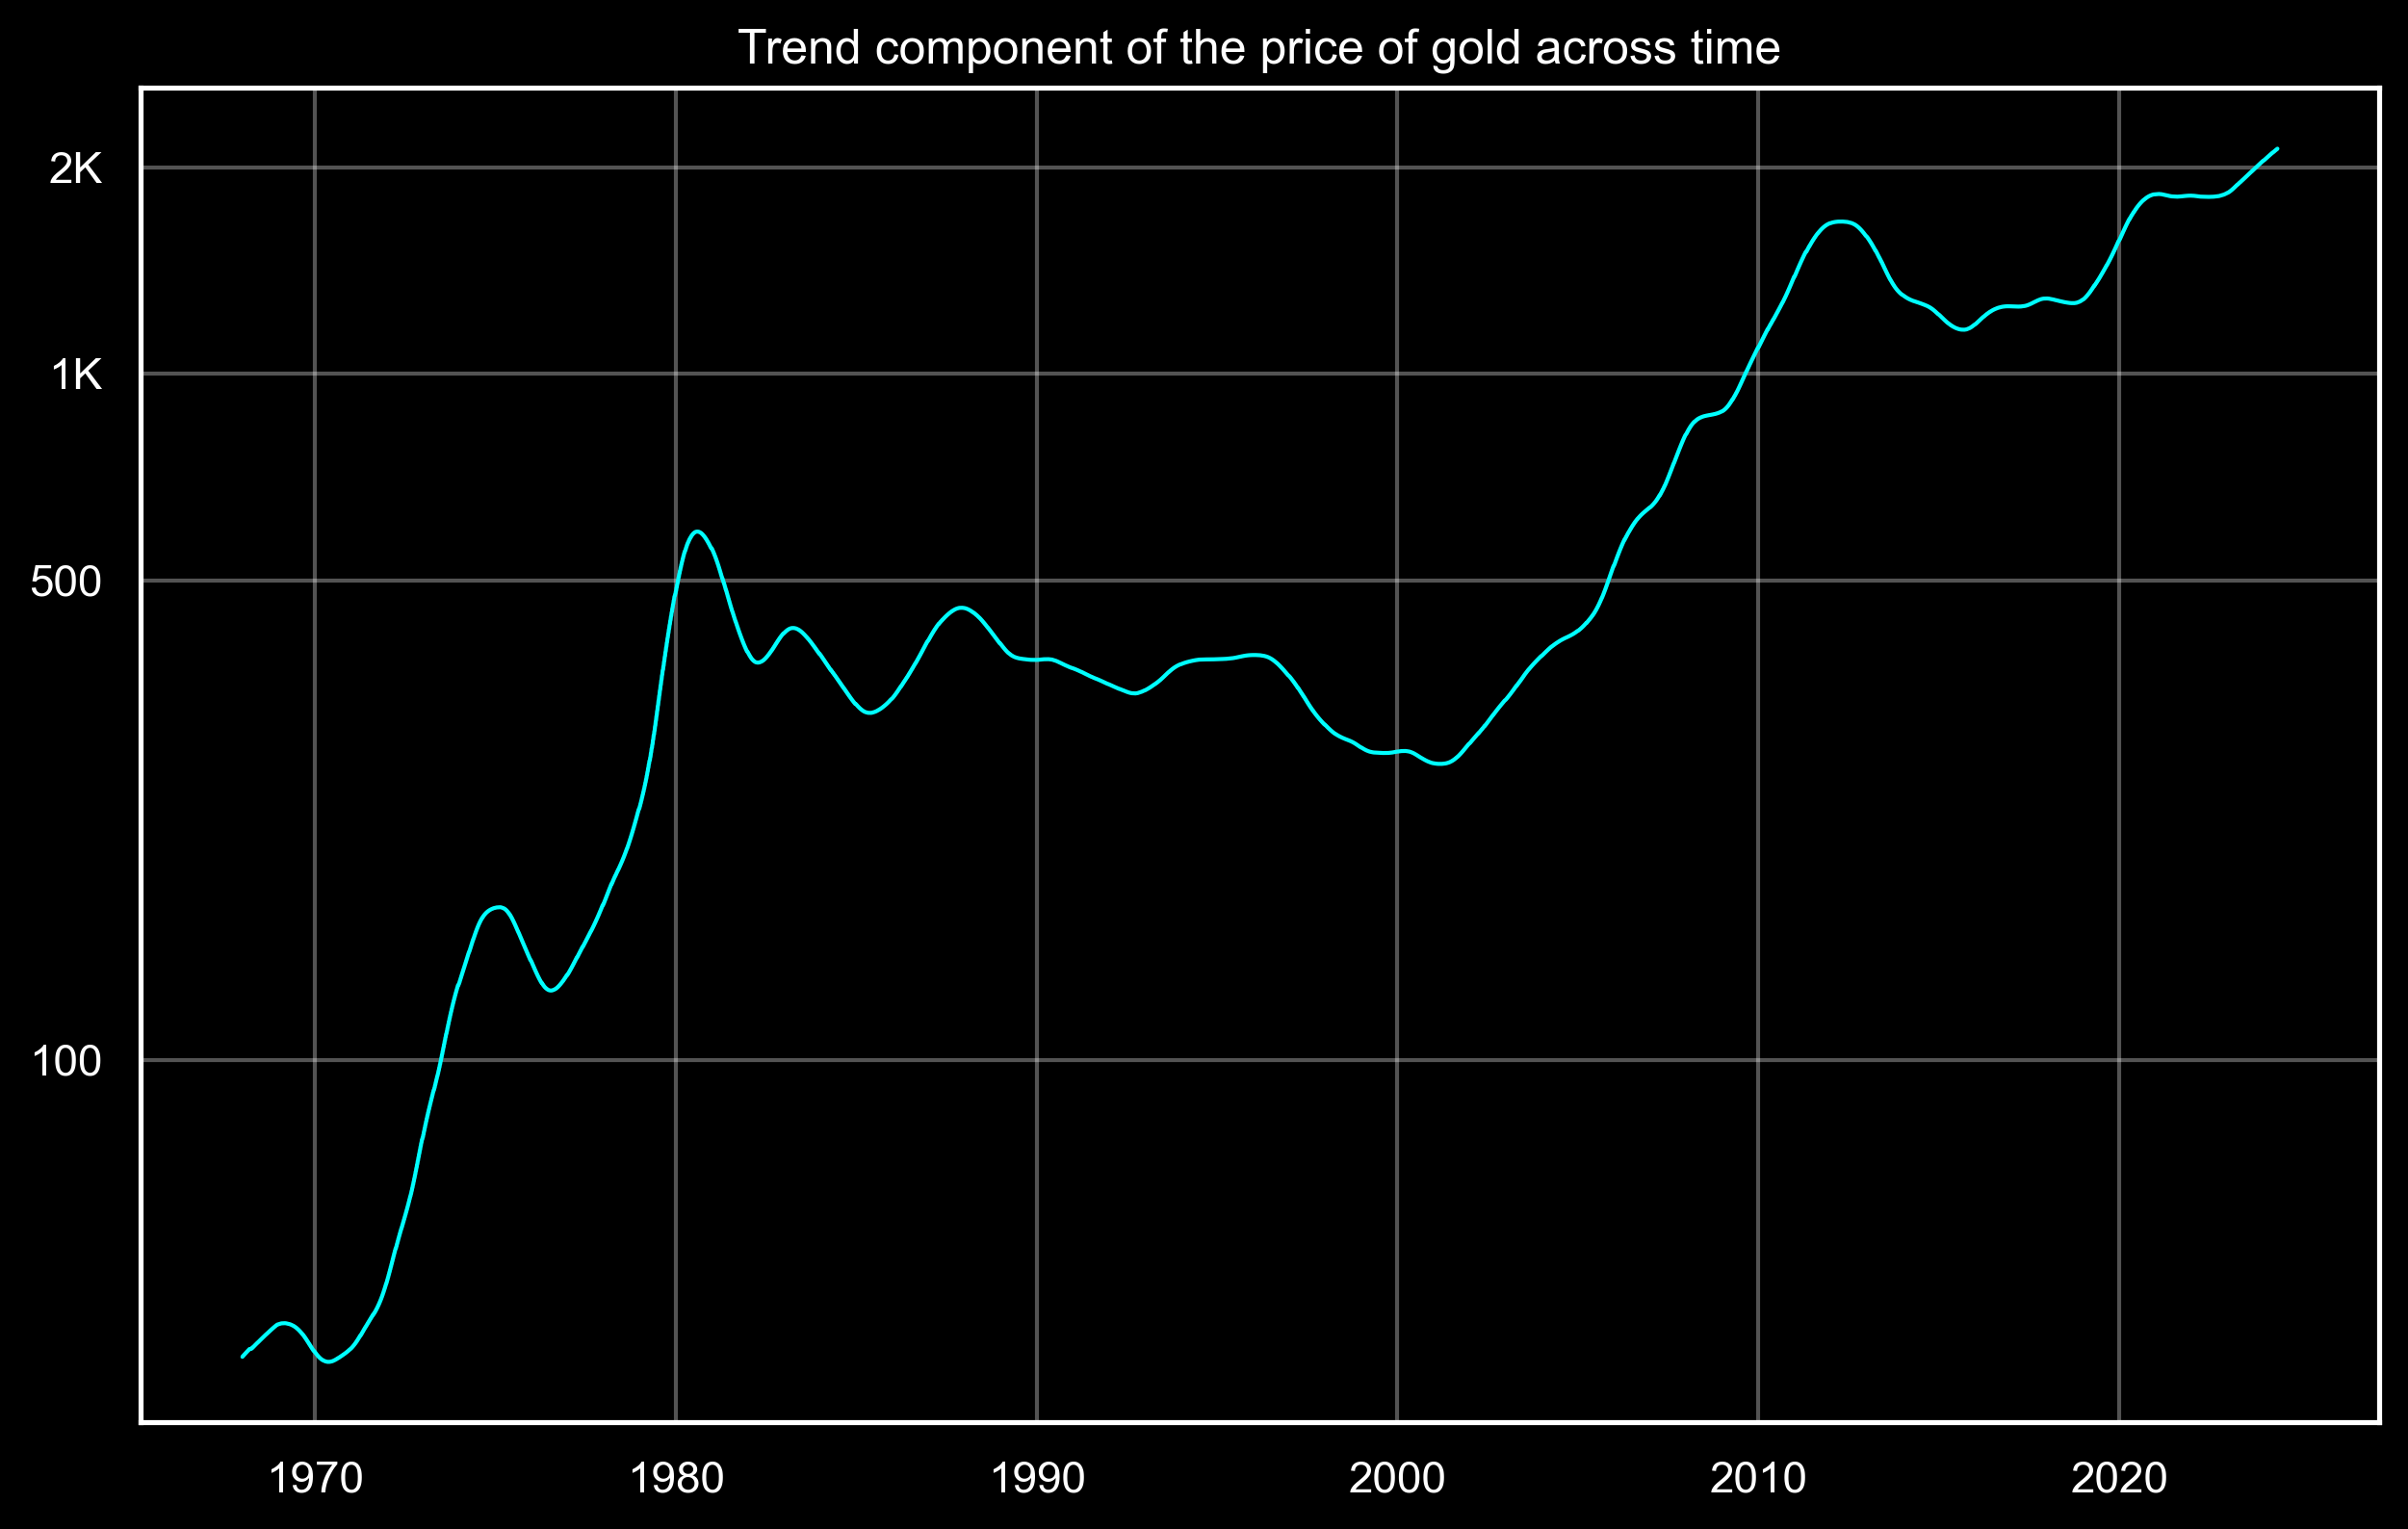 Trend component of the price of gold across time
2K
1K
500
100
1970 1980 1990 2000 2010 2020